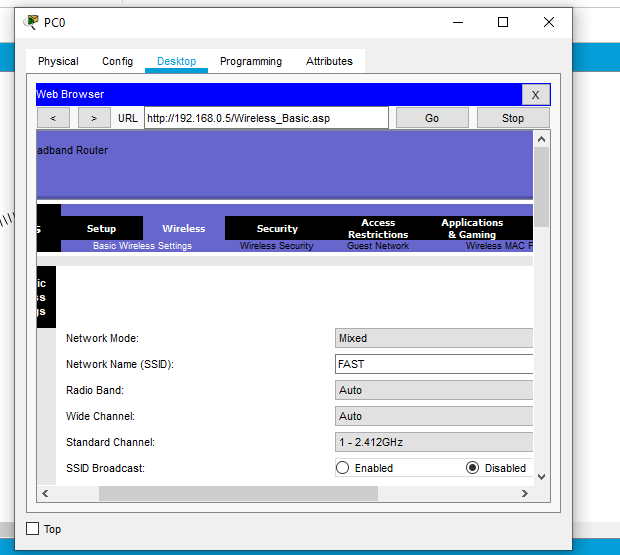 PC0
Physical Config Desktop Programming Attributes
Web Browser X
< > URL http://192.168.0.5/Wireless_Basic.asp Go Stop
adband Router
s Setup Wireless Security Access Restrictions Applications & Gaming
Basic Wireless Settings Wireless Security Guest Network Wireless MAC F
ic
ss
gs
Network Mode: Mixed
Network Name (SSID): FAST
Radio Band: Auto
Wide Channel: Auto
Standard Channel: 1 - 2.412GHz
SSID Broadcast: Enabled Disabled
Top